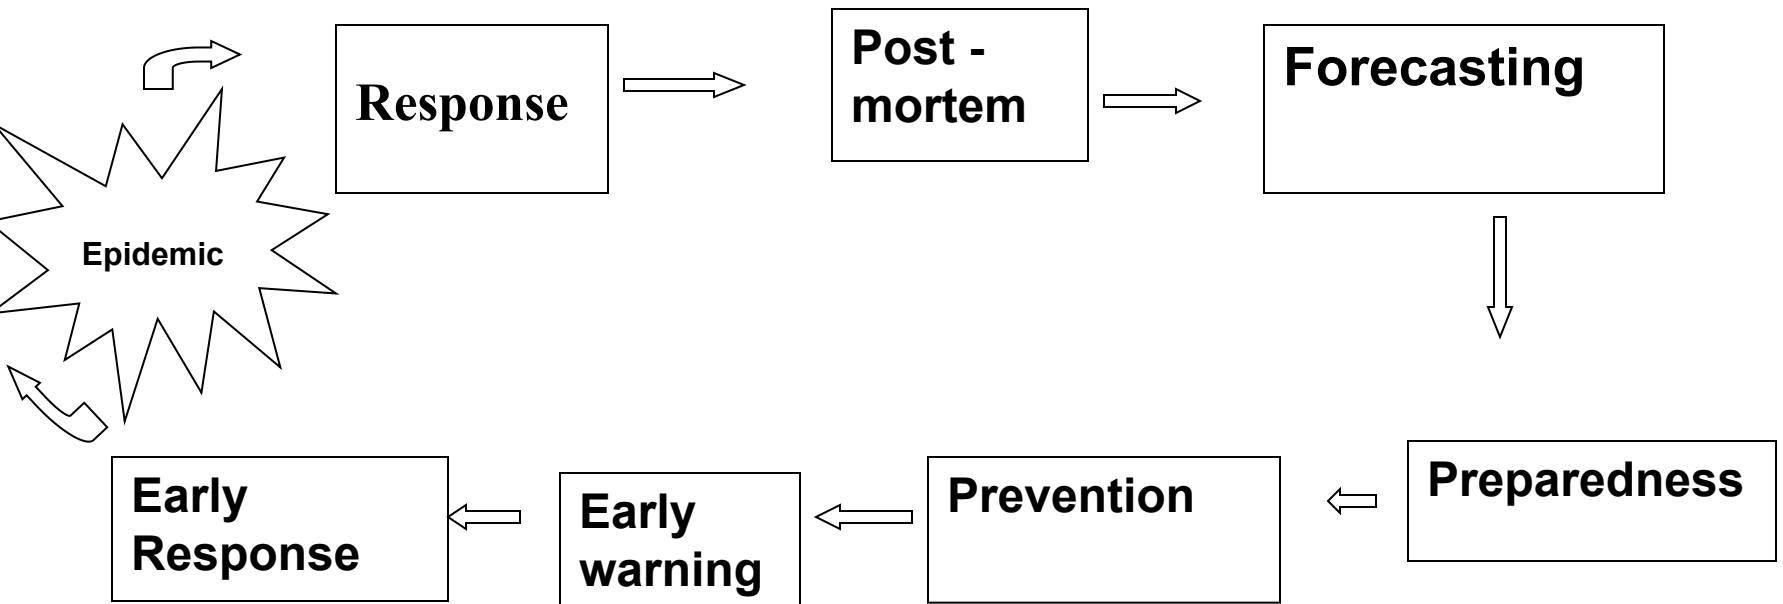 Response
Post -
mortem
Forecasting
Epidemic
Preparedness
Prevention
Early
warning
Early
Response